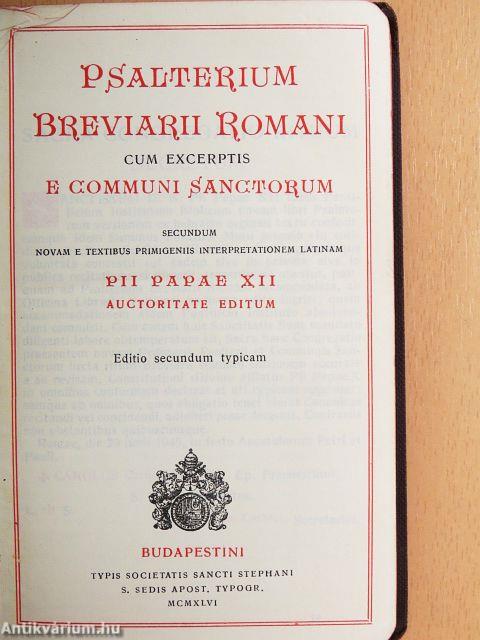 PSALTERIUM
BREVIARII ROMANI
CUM EXCERPTIS
E COMMUNI SANCTORUM
SECUNDUM
NOVAM E TEXTIBUS PRIMIGENIIS INTERPRETATIONEM LATINAM
PII PAPAE XII
AUCTORITATE EDITUM
Editio secundum typicam
BUDAPESTINI
TYPIS SOCIETATIS SANCTI STEPHANI
S. SEDIS APOST. TYPOGR.
MCMXLVI
Antikvárium.hu